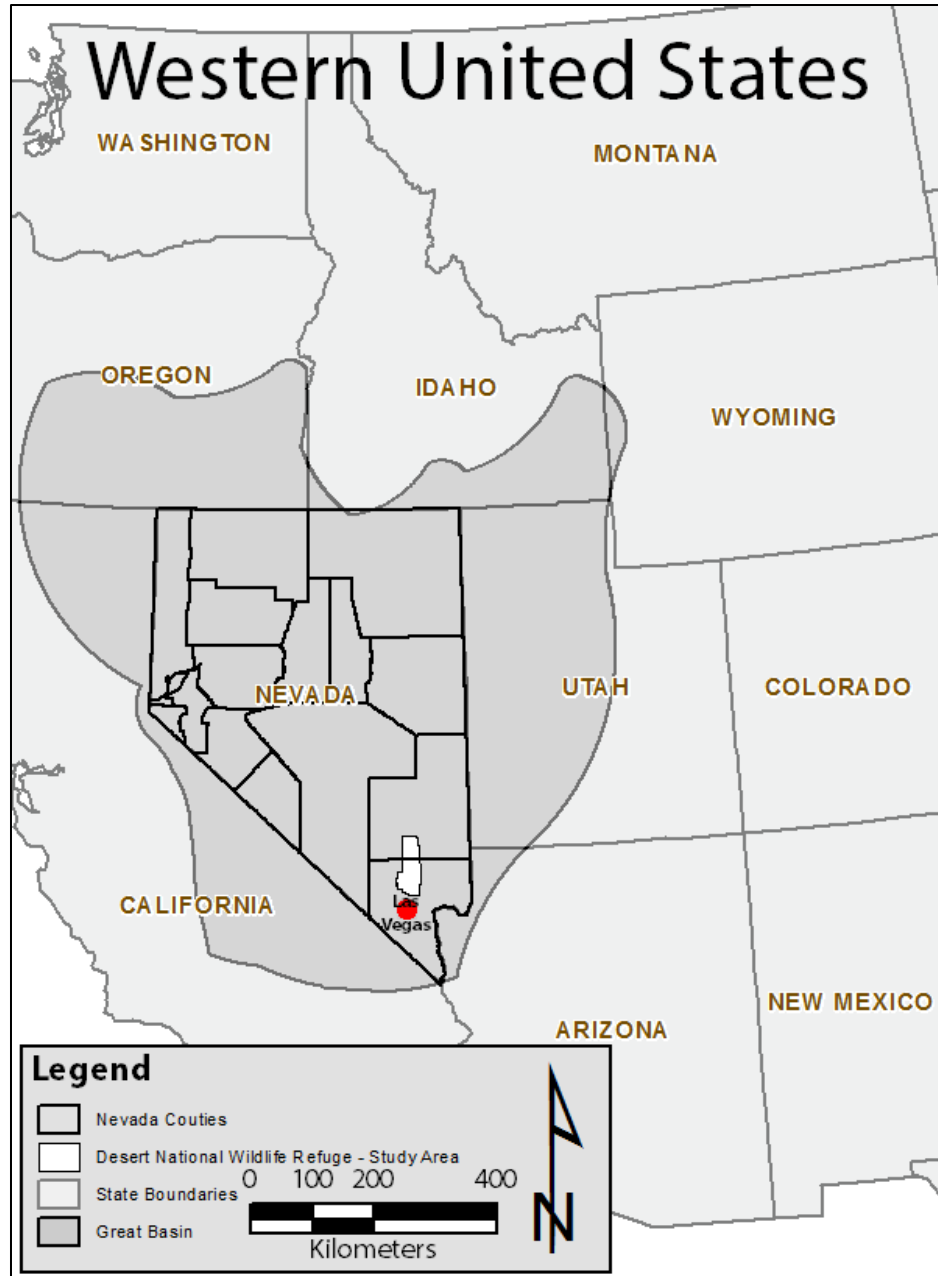 Western United States
WASHINGTON
MONTANA
OREGON
IDAHO
WYOMING
NEVADA
UTAH
COLORADO
Las
Vegas
CALIFORNIA
ARIZONA
NEW MEXICO
Legend
Nevada Couties
Desert National Wildlife Refuge - Study Area
State Boundaries
Great Basin
0 100 200 400
Kilometers
N